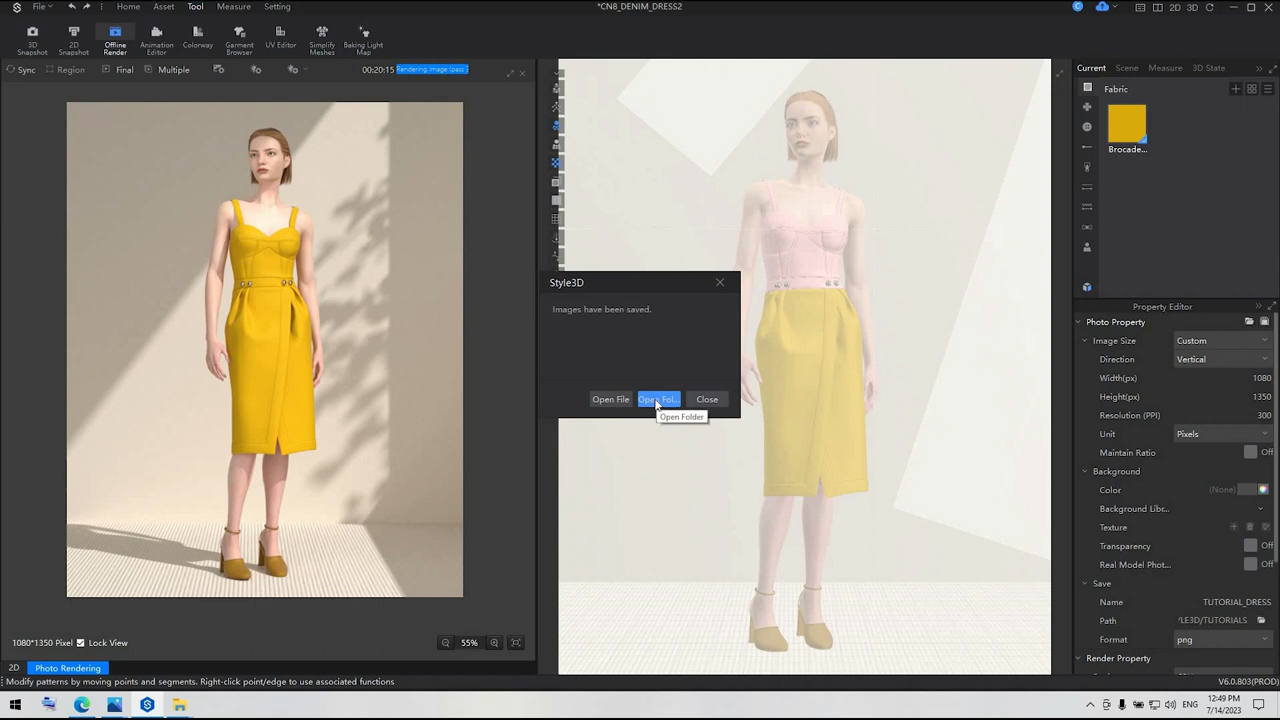 File Home Asset Tool Measure Setting *CN8_DENIM_DRESS2 2D 3D
3D Snapshot
2D Snapshot
Offline Render
Animation Editor
Colorway
Garment Browser
UV Editor
Simplify Meshes
Baking Light Map
Sync Region Final Multiple 00:20:15 Rendering image (pass
Current Scene Measure 3D State
Fabric
Brocade...
Style3D
Images have been saved.
Open File Open Fol... Close
Open Folder
Property Editor
Photo Property
Image Size Custom
Direction Vertical
Width(px) 1080
Height(px) 1350
Resolution (PPI) 300
Unit Pixels
Maintain Ratio Off
Background
Color (None)
Background Libr...
Texture
Transparency Off
Real Model Phot... Off
Save
Name TUTORIAL_DRESS
Path 'LE3D/TUTORIALS
Format png
Render Property
1080*1350 Pixel Lock View 55%
2D Photo Rendering
Modify patterns by moving points and segments. Right-click point/edge to use associated functions V6.0.803(PROD)
12:49 PM
7/14/2023